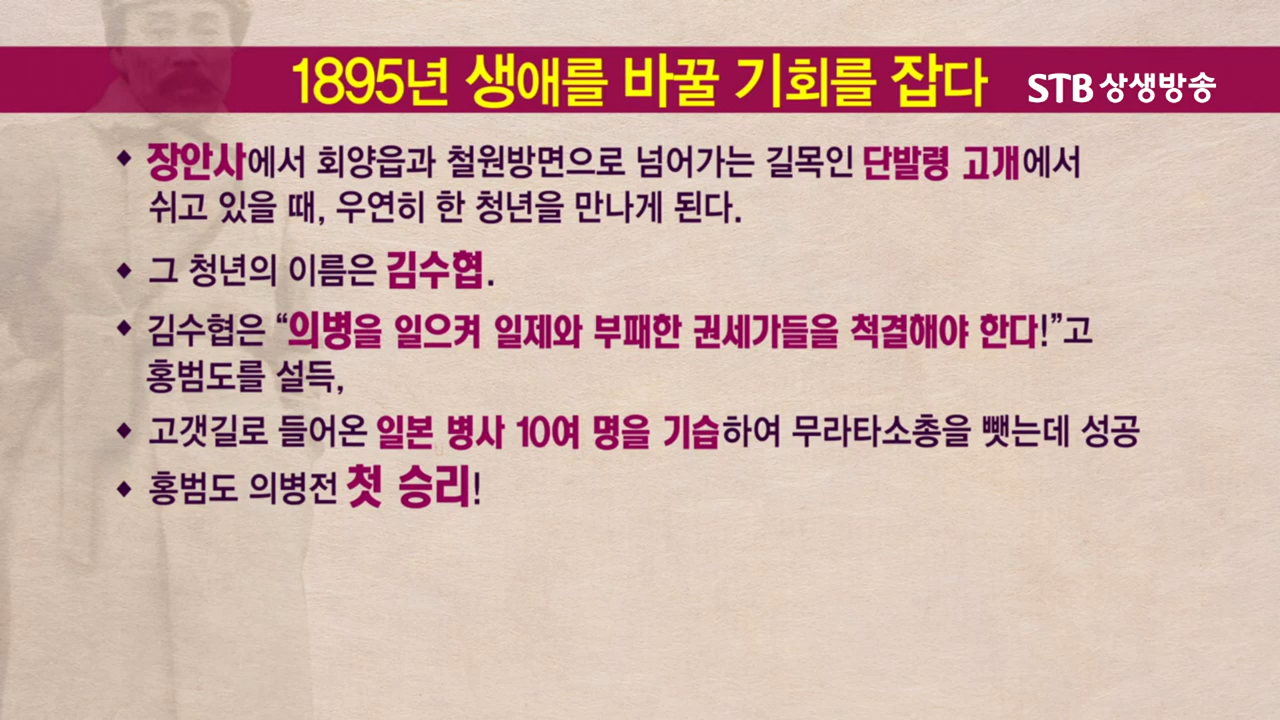 1895년 생애를 바꿀 기회를 잡다
STB 상생방송
◆ 장안사에서 회양읍과 철원방면으로 넘어가는 길목인 단발령 고개에서
쉬고 있을 때, 우연히 한 청년을 만나게 된다.
◆ 그 청년의 이름은 김수협.
◆ 김수협은 “의병을 일으켜 일제와 부패한 권세가들을 척결해야 한다!”고
홍범도를 설득,
◆ 고갯길로 들어온 일본 병사 10여 명을 기습하여 무라타소총을 뺏는데 성공
◆ 홍범도 의병전 첫 승리!